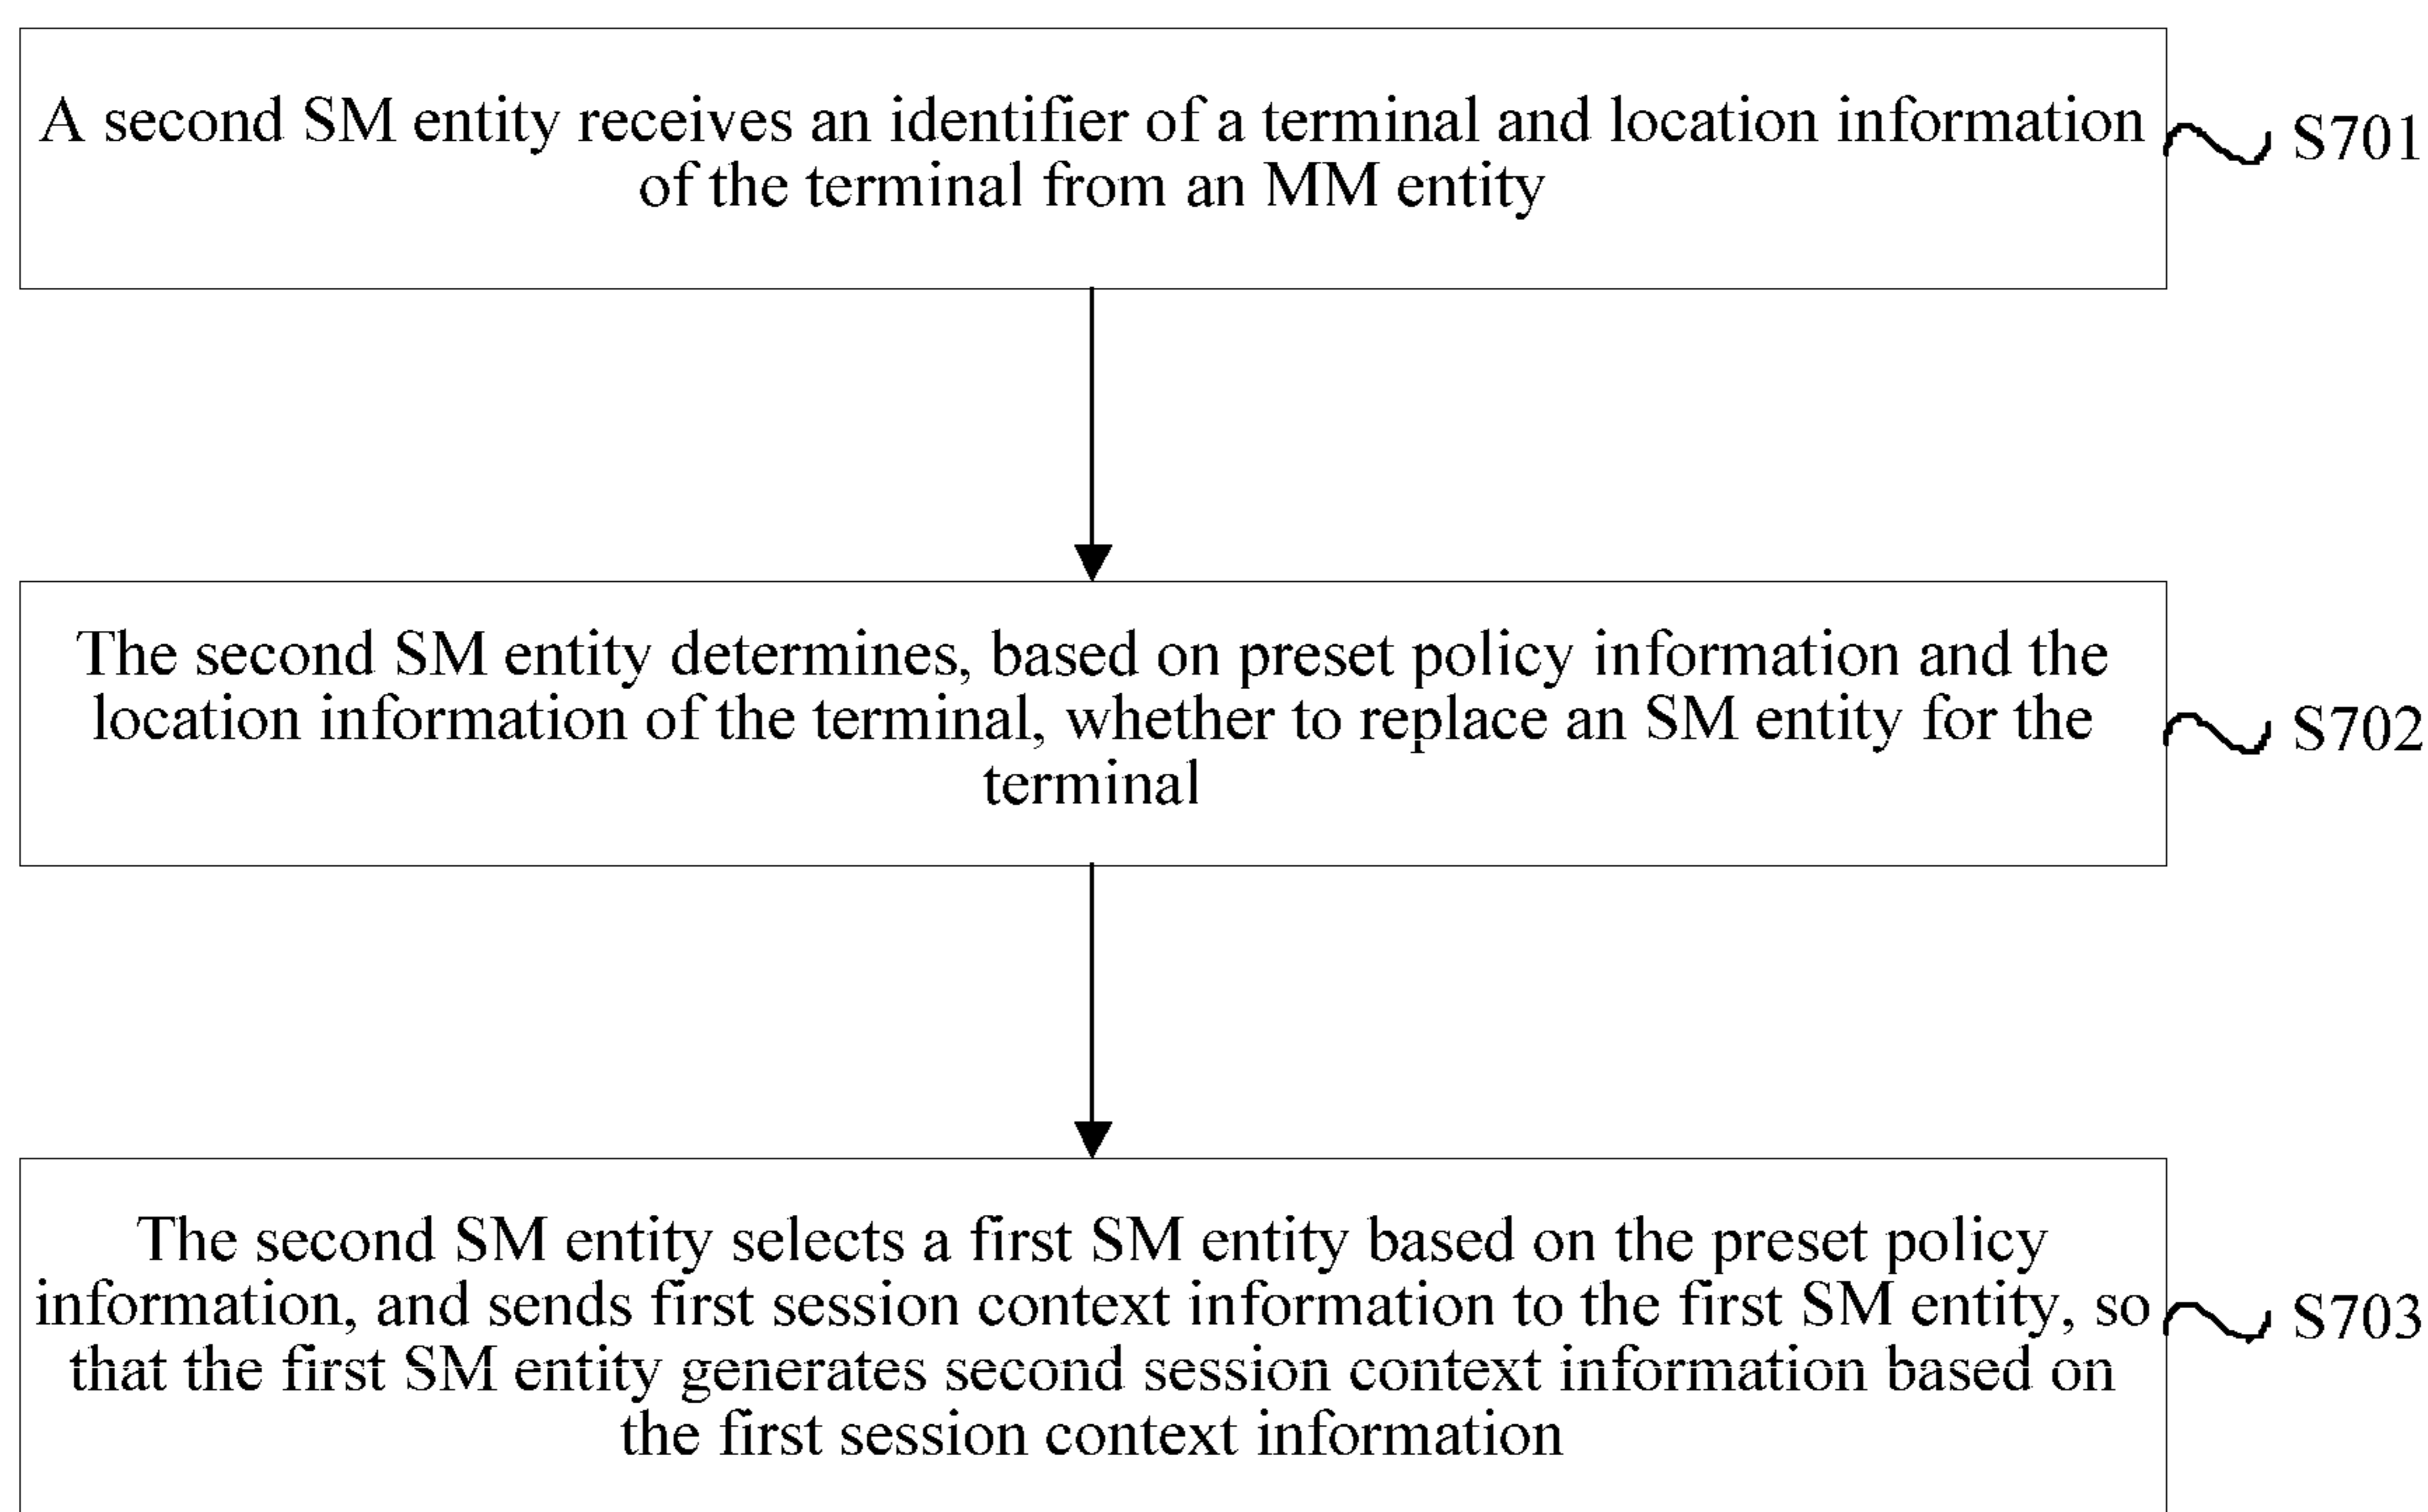 A second SM entity receives an identifier of a terminal and location information
of the terminal from an MM entity
S701
The second SM entity determines, based on preset policy information and the
location information of the terminal, whether to replace an SM entity for the
terminal
S702
The second SM entity selects a first SM entity based on the preset policy
information, and sends first session context information to the first SM entity, so
that the first SM entity generates second session context information based on
the first session context information
S703